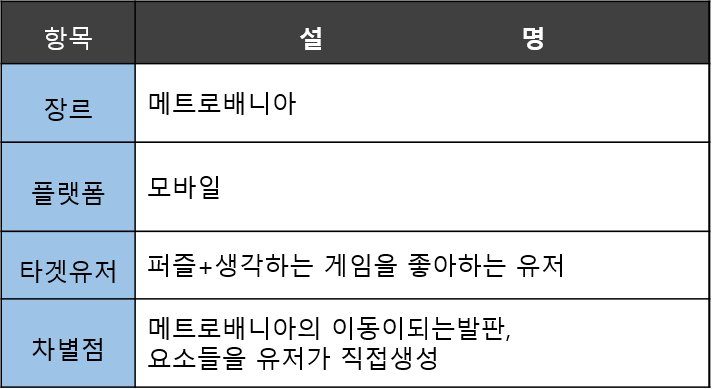 항목 설 명
장르 메트로배니아
플랫폼 모바일
타겟유저 퍼즐+생각하는 게임을 좋아하는 유저
차별점 메트로배니아의 이동이되는발판,
요소들을 유저가 직접생성